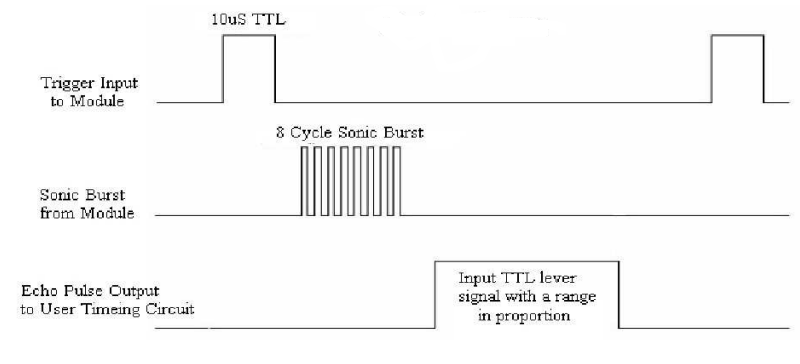 10uS TTL
Trigger Input
to Module
8 Cycle Sonic Burst
Sonic Burst
from Module
Echo Pulse Output
to User Timeing Circuit
Input TTL lever
signal with a range
in proportion